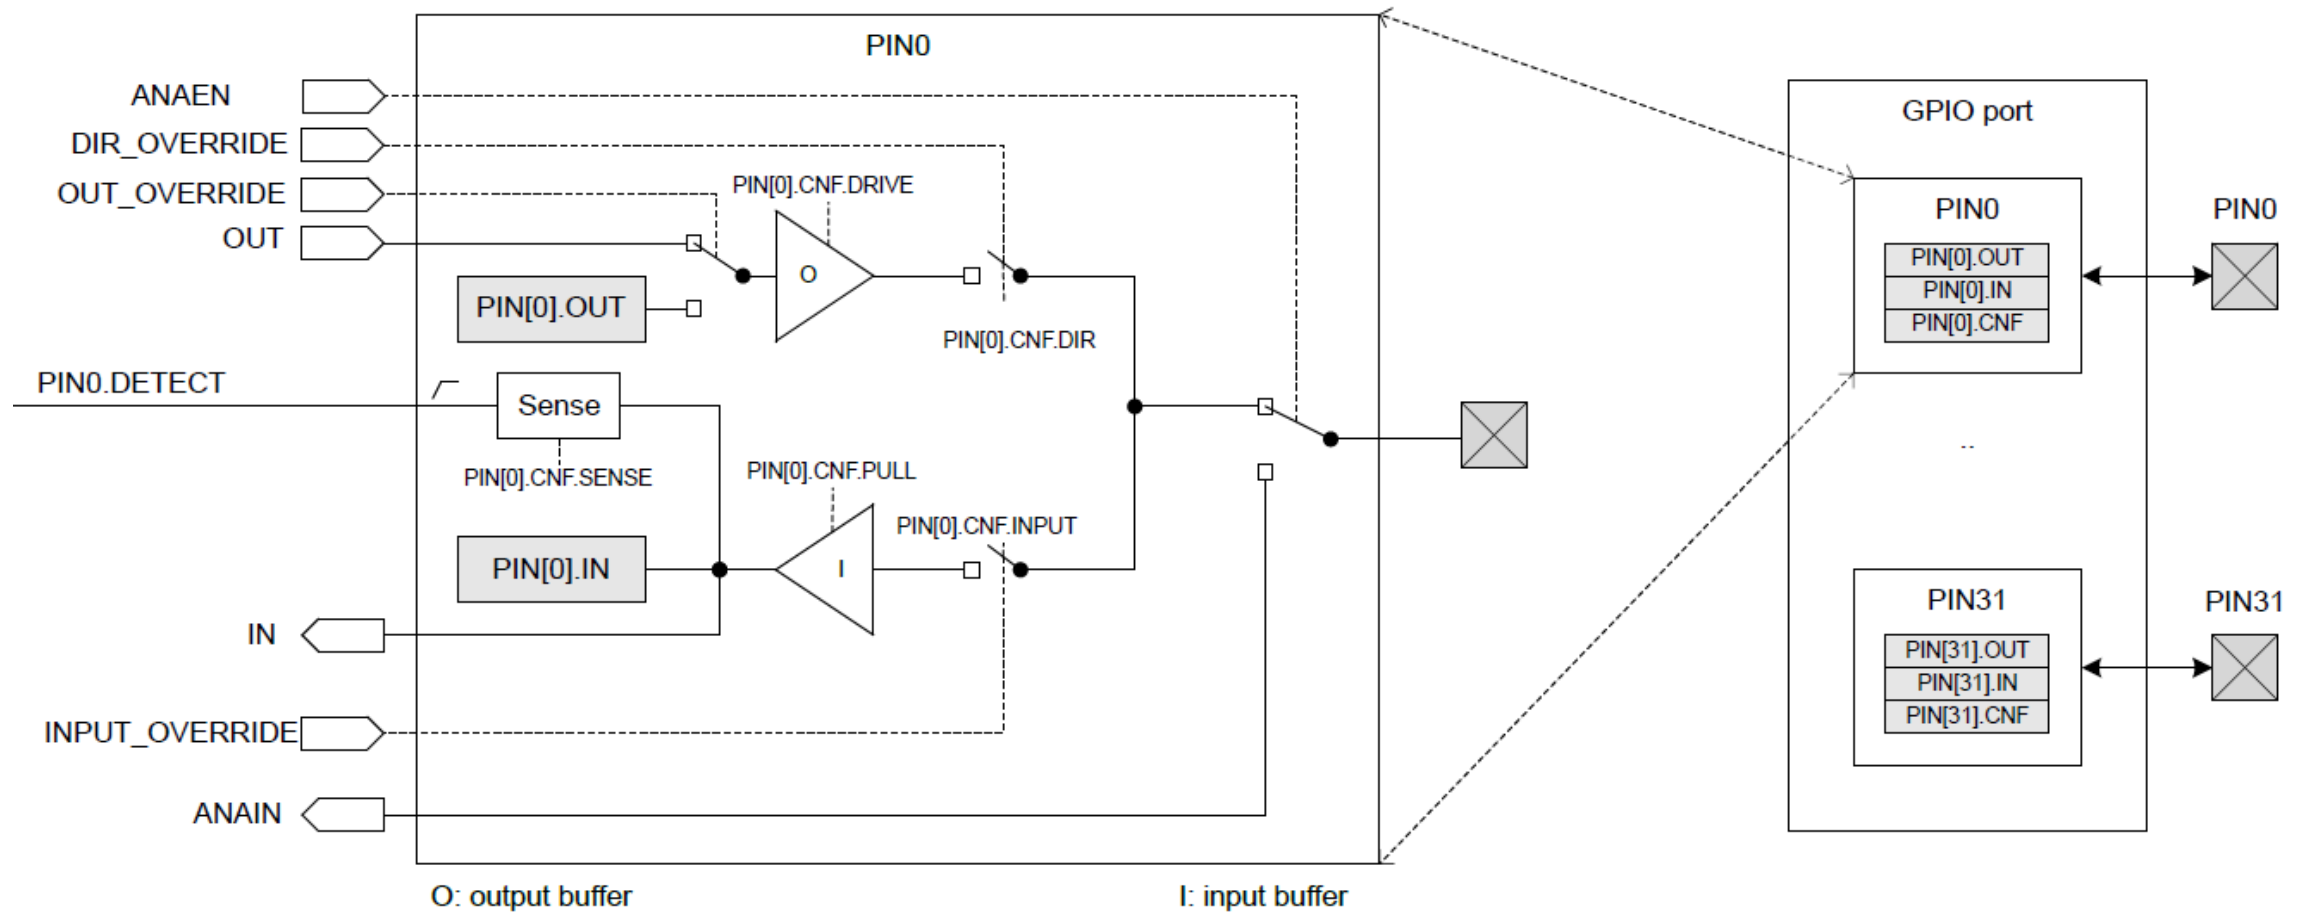 PIN0
ANAEN
DIR_OVERRIDE
OUT_OVERRIDE
OUT
PIN[0].CNF.DRIVE
O
PIN[0].OUT
PIN[0].CNF.DIR
PIN0.DETECT
Sense
PIN[0].CNF.SENSE
PIN[0].CNF.PULL
PIN[0].CNF.INPUT
PIN[0].IN
I
IN
INPUT_OVERRIDE
ANAIN
O: output buffer
I: input buffer
GPIO port
PIN0
PIN[0].OUT
PIN[0].IN
PIN[0].CNF
PIN0
..
PIN31
PIN[31].OUT
PIN[31].IN
PIN[31].CNF
PIN31